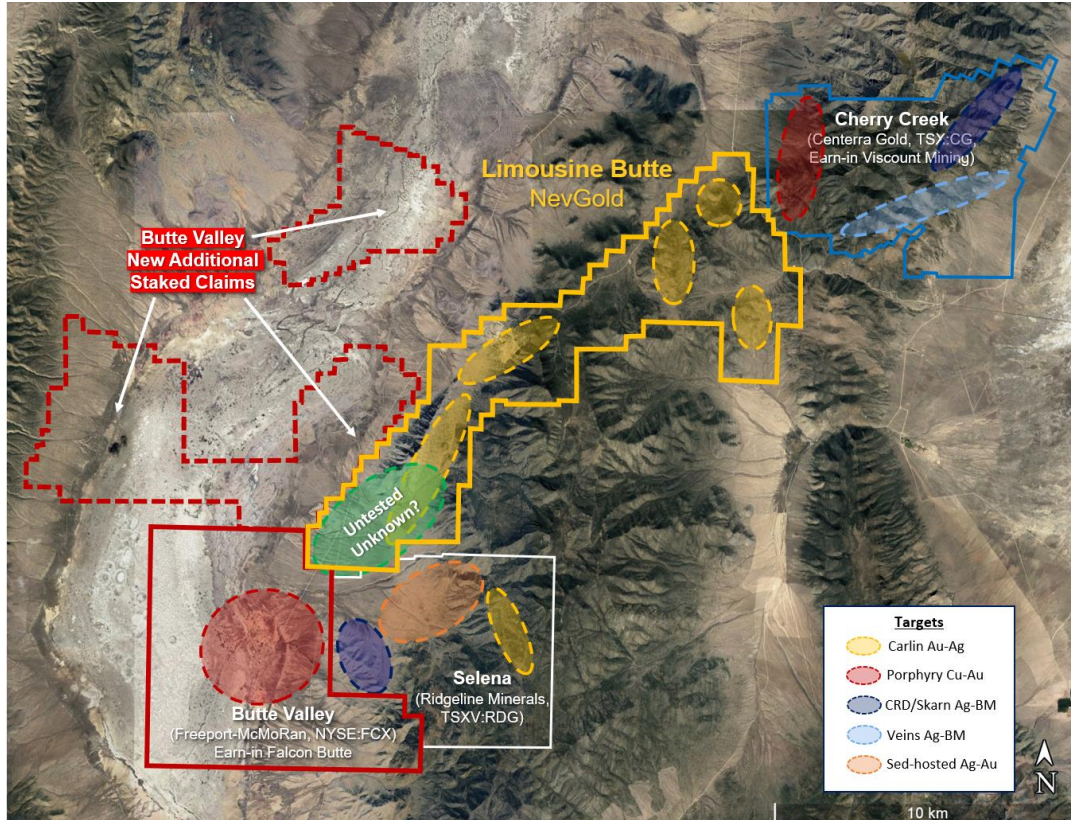 Cherry Creek
(Centerra Gold, TSX:CG,
Earn-in Viscount Mining)
Limousine Butte
NevGold
Butte Valley
New Additional
Staked Claims
Untested
Unknown?
Selena
(Ridgeline Minerals,
TSXV:RDG)
Butte Valley
(Freeport-McMoRan, NYSE:FCX)
Earn-in Falcon Butte
Targets
Carlin Au-Ag
Porphyry Cu-Au
CRD/Skarn Ag-BM
Veins Ag-BM
Sed-hosted Ag-Au
N
10 km